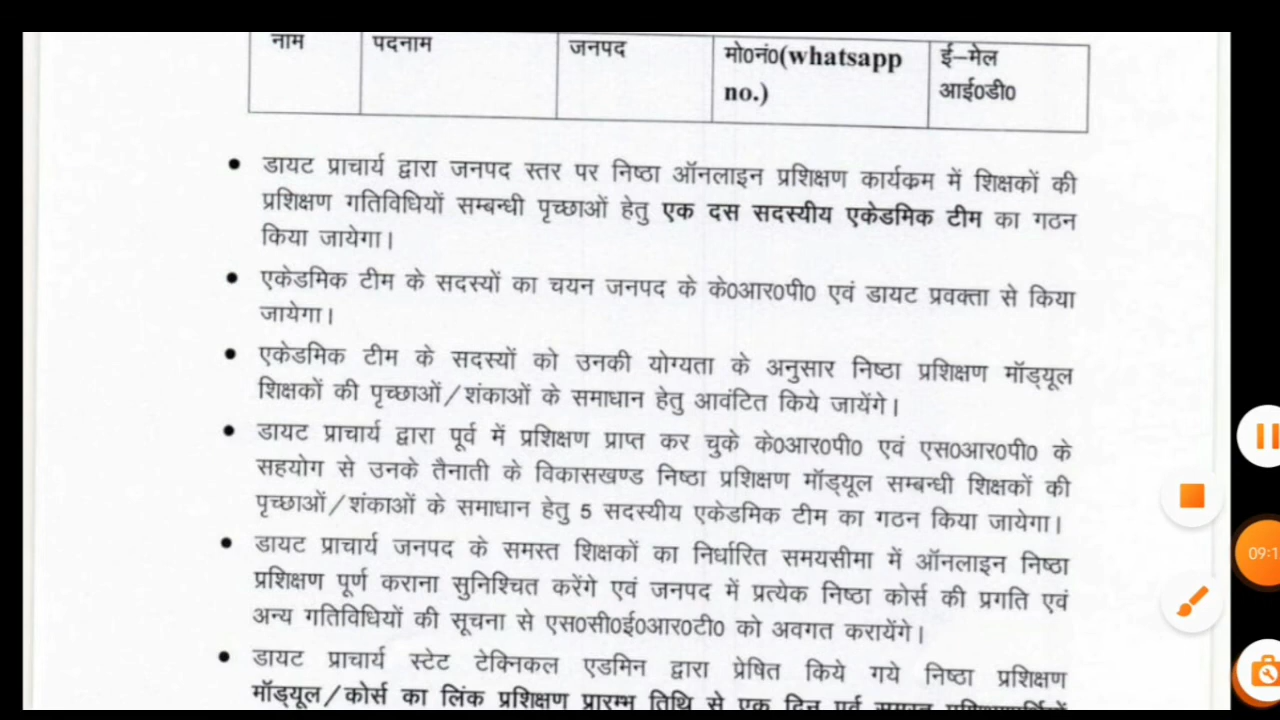 नाम पदनाम जनपद मो0नं0(whatsapp ई–मेल
no.) आई0डी0
• डायट प्राचार्य द्वारा जनपद स्तर पर निष्ठा ऑनलाइन प्रशिक्षण कार्यक्रम में शिक्षकों की
प्रशिक्षण गतिविधियों सम्बन्धी पृच्छाओं हेतु एक दस सदस्यीय एकेडमिक टीम का गठन
किया जायेगा।
• एकेडमिक टीम के सदस्यों का चयन जनपद के के0आर0पी0 एवं डायट प्रवक्ता से किया
जायेगा।
• एकेडमिक टीम के सदस्यों को उनकी योग्यता के अनुसार निष्ठा प्रशिक्षण मॉड्यूल
शिक्षकों की पृच्छाओं/शंकाओं के समाधान हेतु आवंटित किये जायेंगे।
• डायट प्राचार्य द्वारा पूर्व में प्रशिक्षण प्राप्त कर चुके के0आर0पी0 एवं एस0आर0पी0 के
सहयोग से उनके तैनाती के विकासखण्ड निष्ठा प्रशिक्षण मॉड्यूल सम्बन्धी शिक्षकों की
पृच्छाओं/शंकाओं के समाधान हेतु 5 सदस्यीय एकेडमिक टीम का गठन किया जायेगा।
• डायट प्राचार्य जनपद के समस्त शिक्षकों का निर्धारित समयसीमा में ऑनलाइन निष्ठा
प्रशिक्षण पूर्ण कराना सुनिश्चित करेंगे एवं जनपद में प्रत्येक निष्ठा कोर्स की प्रगति एवं
अन्य गतिविधियों की सूचना से एस0सी0ई0आर0टी0 को अवगत करायेंगे।
• डायट प्राचार्य स्टेट टेक्निकल एडमिन द्वारा प्रेषित किये गये निष्ठा प्रशिक्षण
मॉड्यूल/कोर्स का लिंक प्रशिक्षण प्रारम्भ तिथि से एक दिन पूर्व समस्त
09:1